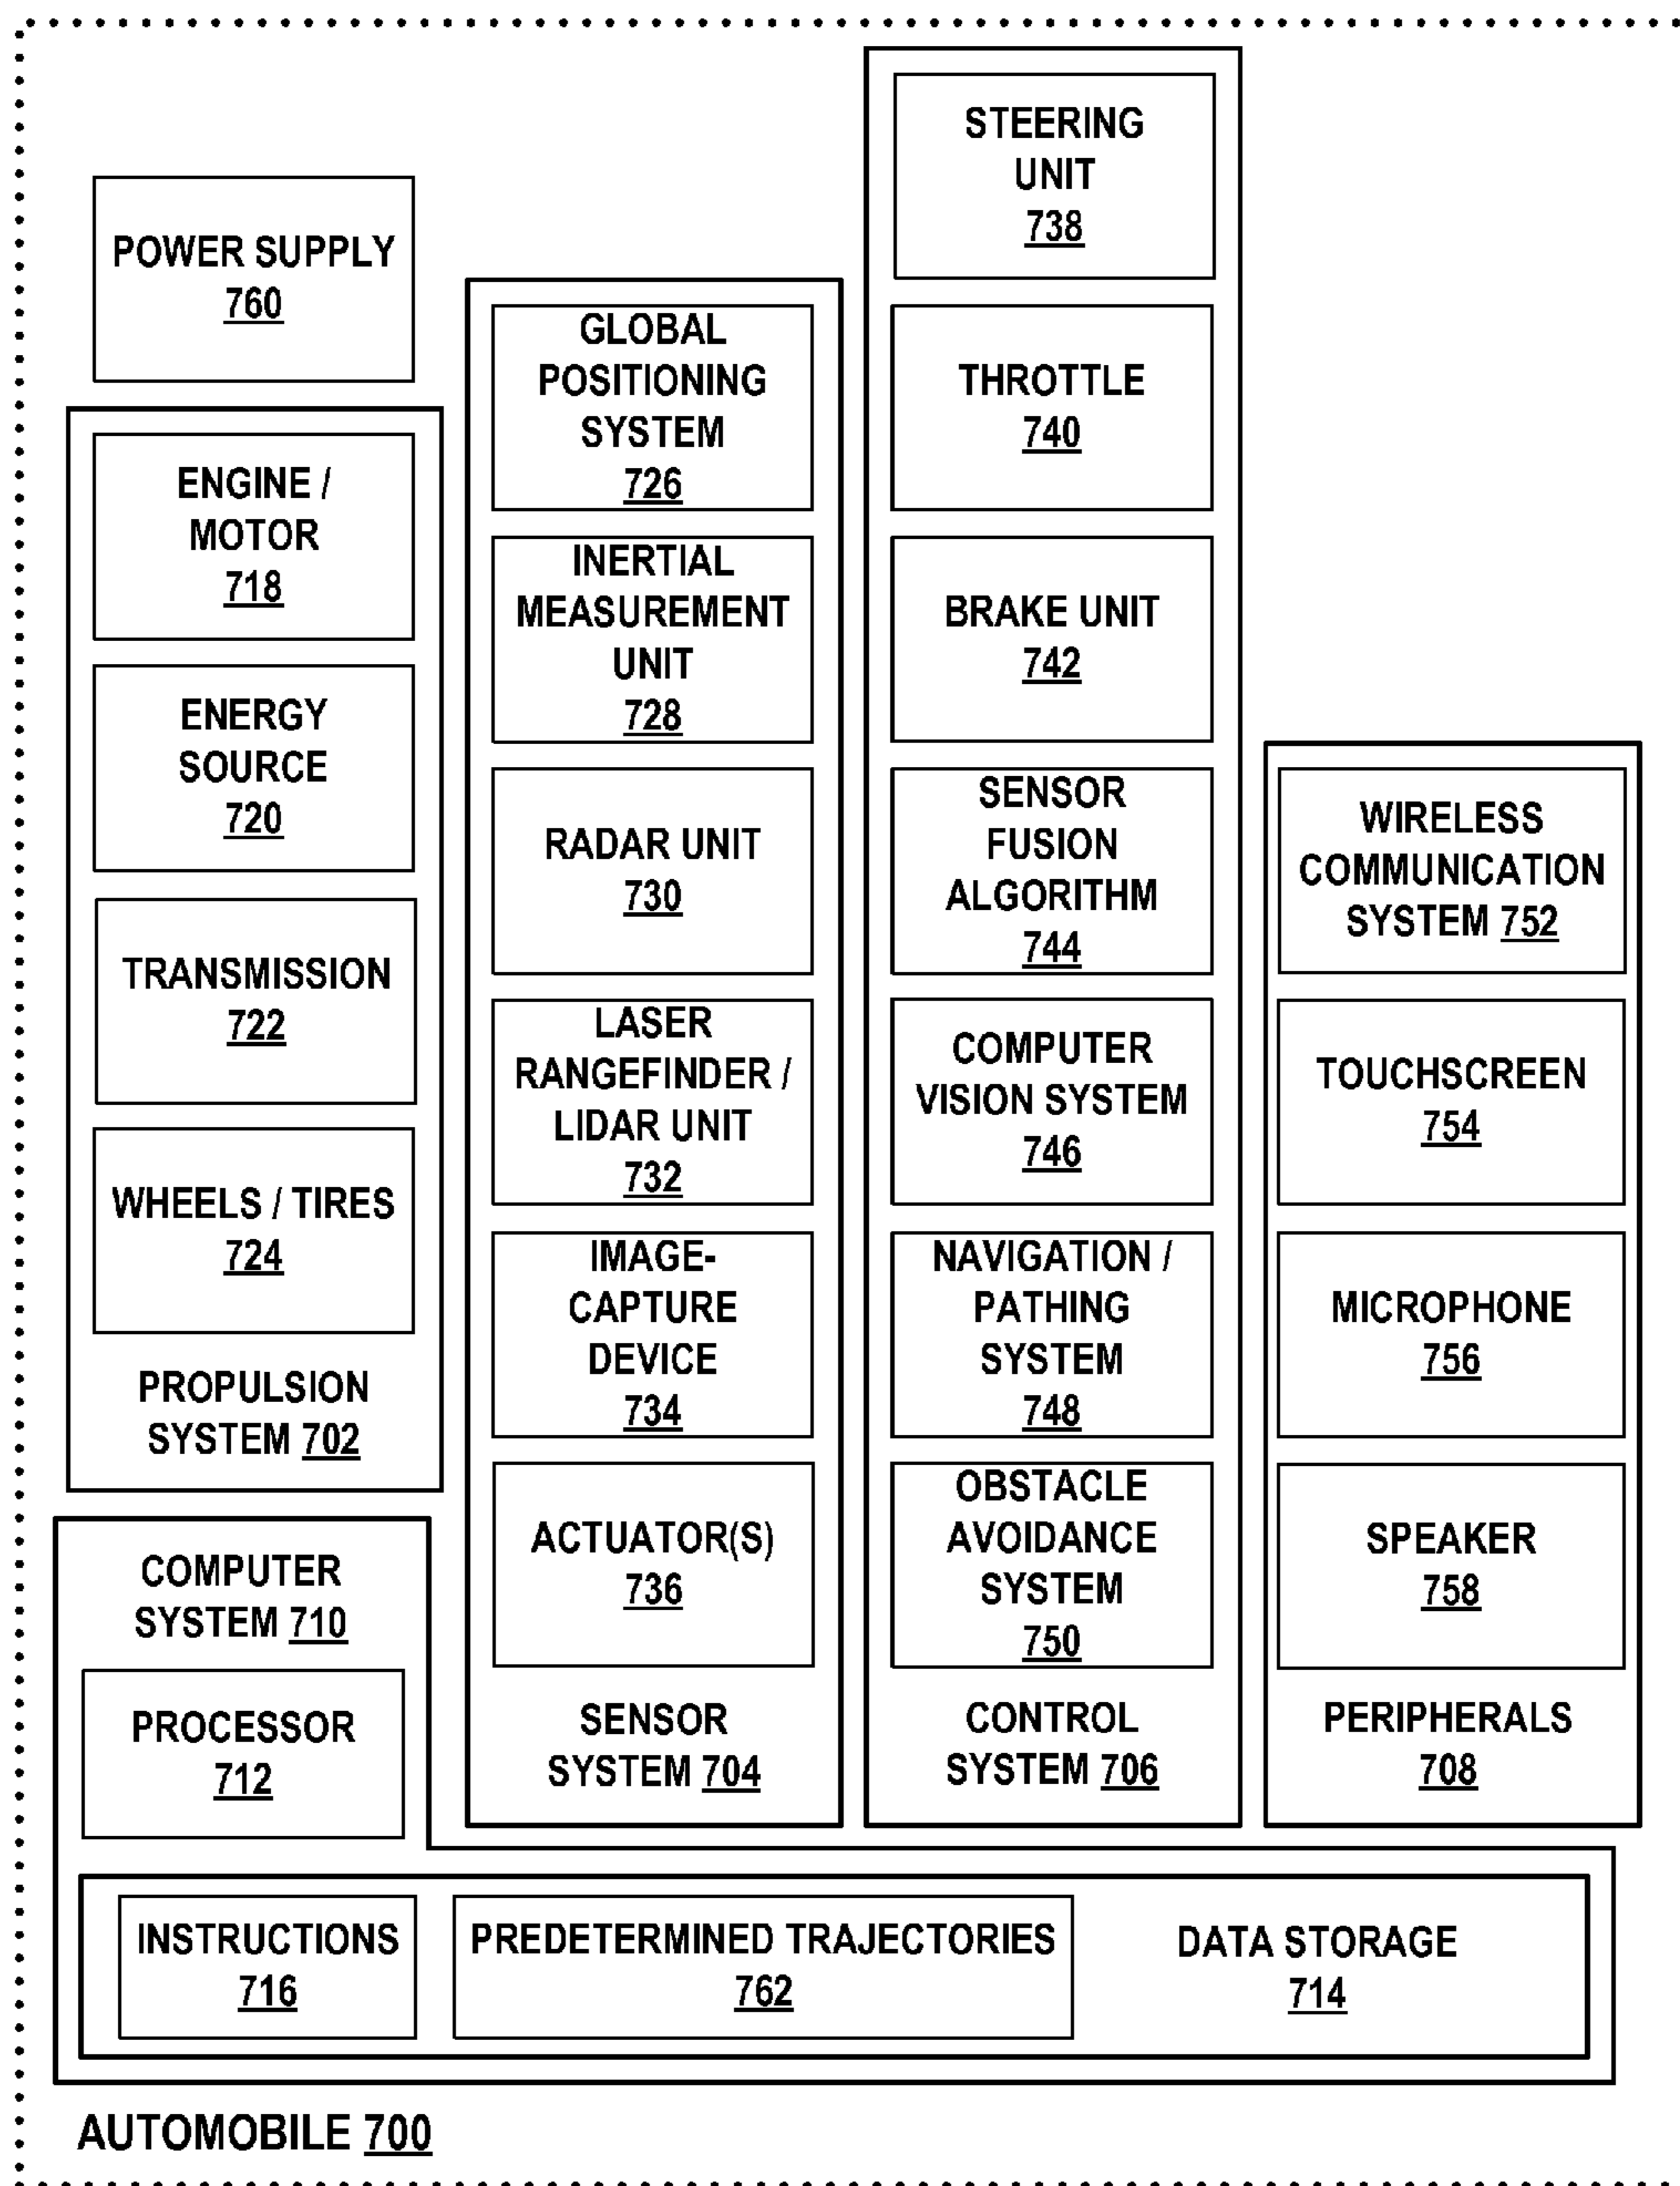 POWER SUPPLY
760
ENGINE /
MOTOR
718
ENERGY
SOURCE
720
TRANSMISSION
722
WHEELS / TIRES
724
PROPULSION
SYSTEM 702
GLOBAL
POSITIONING
SYSTEM
726
INERTIAL
MEASUREMENT
UNIT
728
RADAR UNIT
730
LASER
RANGEFINDER /
LIDAR UNIT
732
IMAGE-
CAPTURE
DEVICE
734
ACTUATOR(S)
736
SENSOR
SYSTEM 704
STEERING
UNIT
738
THROTTLE
740
BRAKE UNIT
742
SENSOR
FUSION
ALGORITHM
744
COMPUTER
VISION SYSTEM
746
NAVIGATION /
PATHING
SYSTEM
748
OBSTACLE
AVOIDANCE
SYSTEM
750
CONTROL
SYSTEM 706
WIRELESS
COMMUNICATION
SYSTEM 752
TOUCHSCREEN
754
MICROPHONE
756
SPEAKER
758
PERIPHERALS
708
COMPUTER
SYSTEM 710
PROCESSOR
712
INSTRUCTIONS
716
PREDETERMINED TRAJECTORIES
762
DATA STORAGE
714
AUTOMOBILE 700